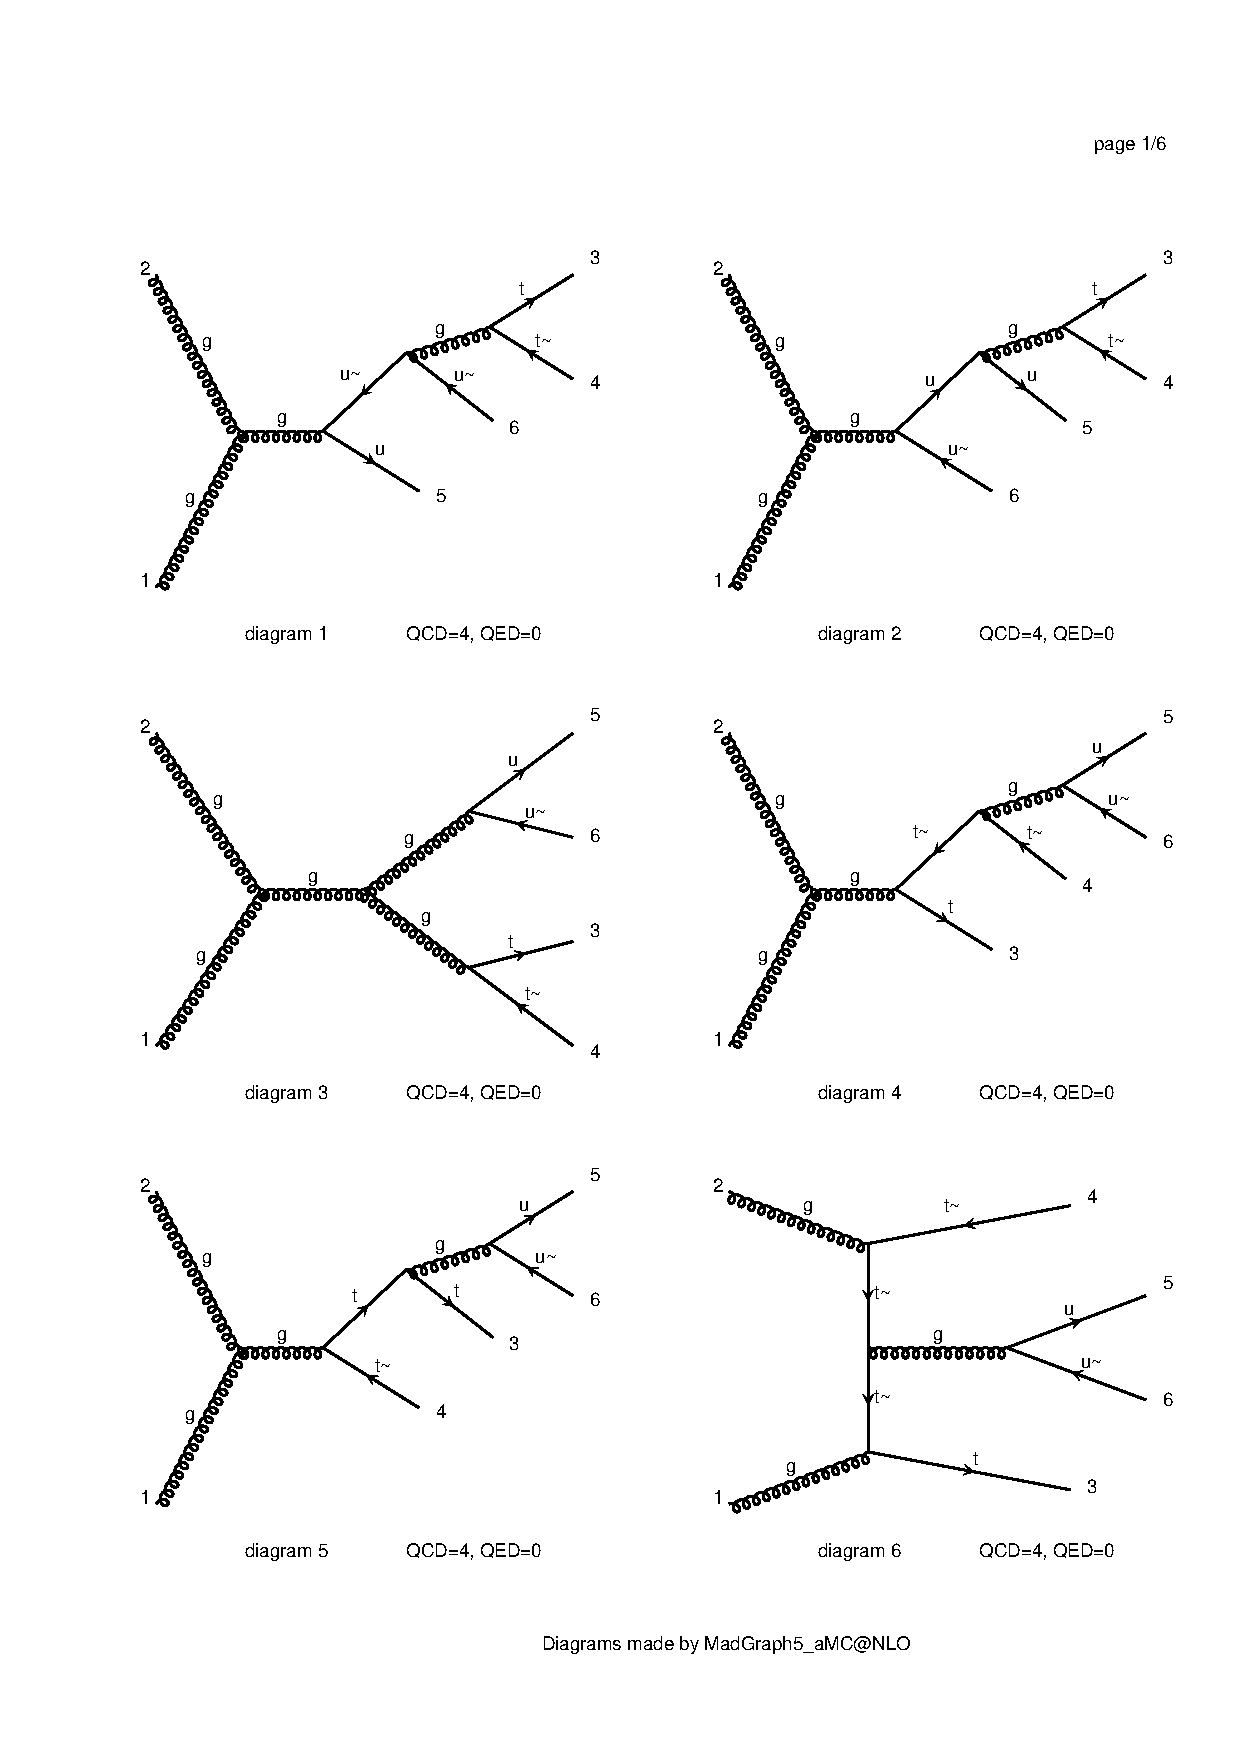 page 1/6
3
2
t
g
g
t~
u~
u~
4
g
6
u
g
5
1
diagram 1 QCD=4, QED=0
3
2
t
g
g
t~
u
u
4
g
5
u~
g
6
1
diagram 2 QCD=4, QED=0
5
2
u
g
u~
g
6
g
g
3
t
g
t~
1
4
diagram 3 QCD=4, QED=0
5
2
u
g
g
u~
t~
t~
6
g
4
t
g
3
1
diagram 4 QCD=4, QED=0
5
2
u
g
g
u~
t
t
6
g
3
t~
g
4
1
diagram 5 QCD=4, QED=0
2
g
t~
4
5
t~
u
g
u~
6
t~
g
t
3
1
diagram 6 QCD=4, QED=0
Diagrams made by MadGraph5_aMC@NLO